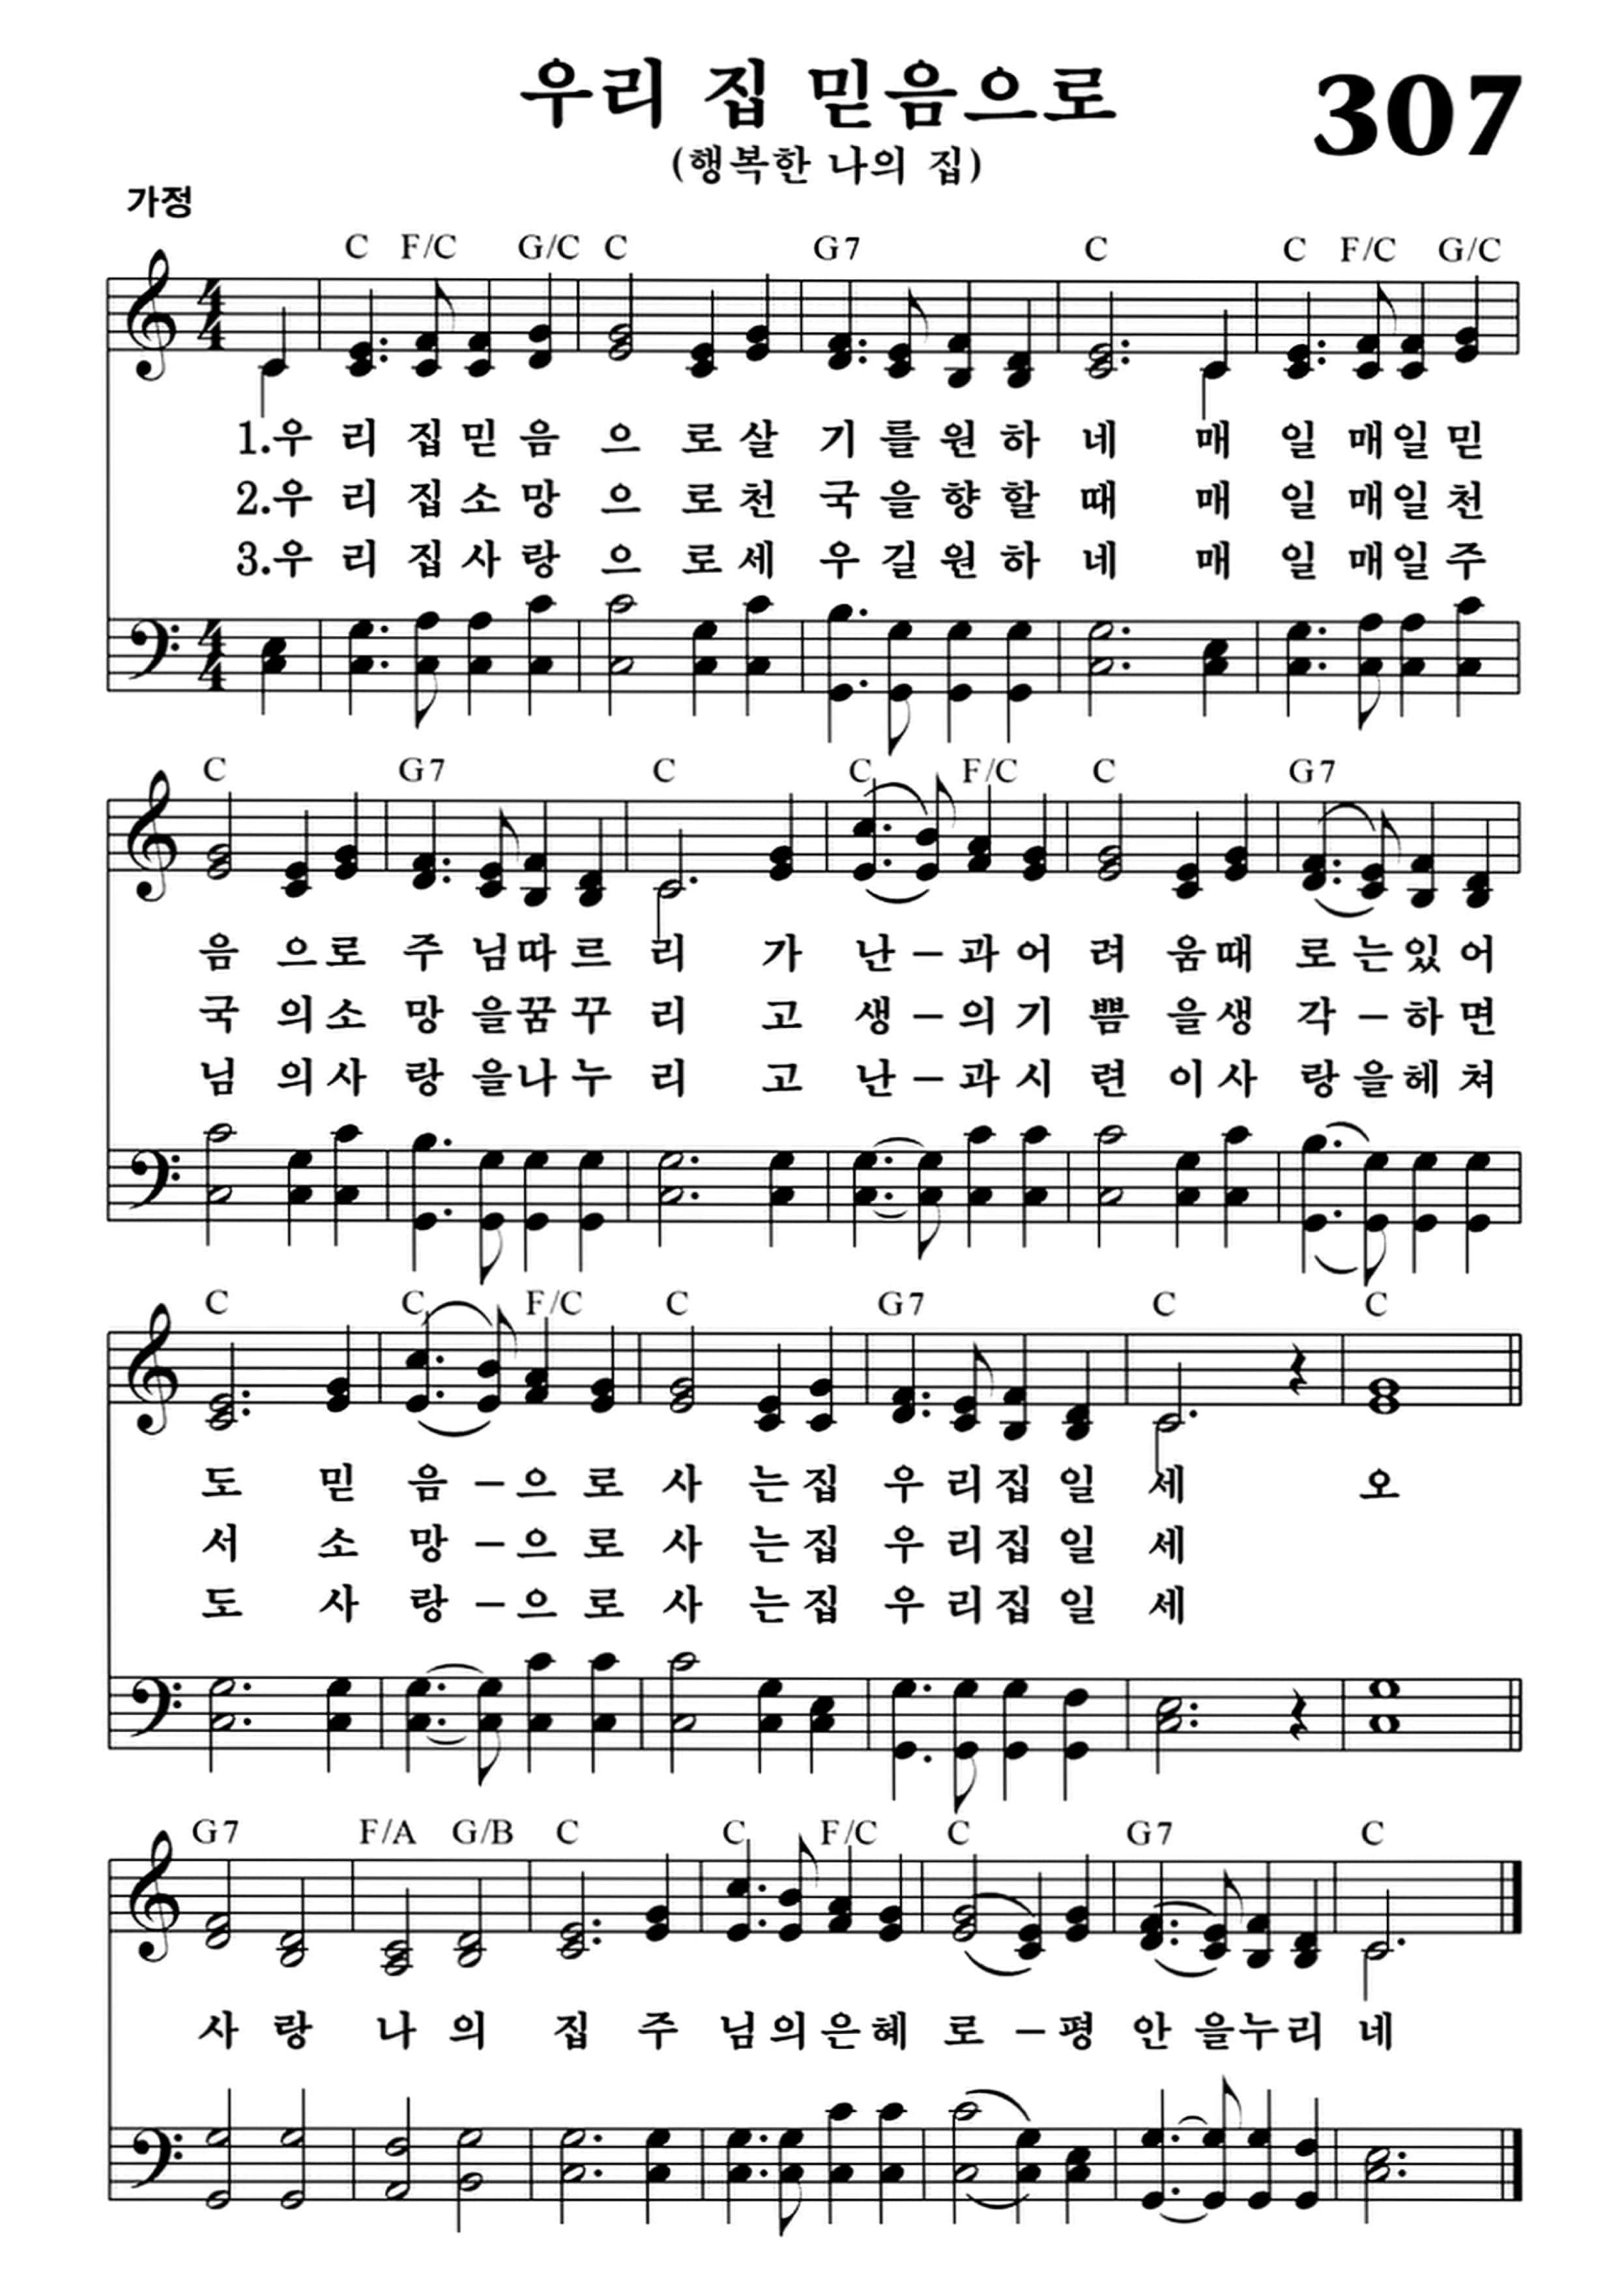 우리 집 믿음으로
307
(행복한 나의 집)
가정
C F/C G/C C G7 C C F/C G/C
1.우 리 집 믿 음 으 로 살 기 를 원 하 네 매 일 매 일 믿
2.우 리 집 소 망 으 로 천 국 을 향 할 때 매 일 매 일 천
3.우 리 집 사 랑 으 로 세 우 길 원 하 네 매 일 매 일 주
C G7 C C F/C C G7
음 으 로 주 님 따 르 리 가 난 - 과 어 려 움 때 로 는 있 어
국 의 소 망 을 꿈 꾸 리 고 생 - 의 기 쁨 을 생 각 - 하 면
님 의 사 랑 을 나 누 리 고 난 - 과 시 련 이 사 랑 을 헤 쳐
C C F/C C G7 C C
도 믿 음 - 으 로 사 는 집 우 리 집 일 세 오
서 소 망 - 으 로 사 는 집 우 리 집 일 세
도 사 랑 - 으 로 사 는 집 우 리 집 일 세
G7 F/A G/B C C F/C C G7 C
사 랑 나 의 집 주 님 의 은 혜 로 - 평 안 을 누 리 네